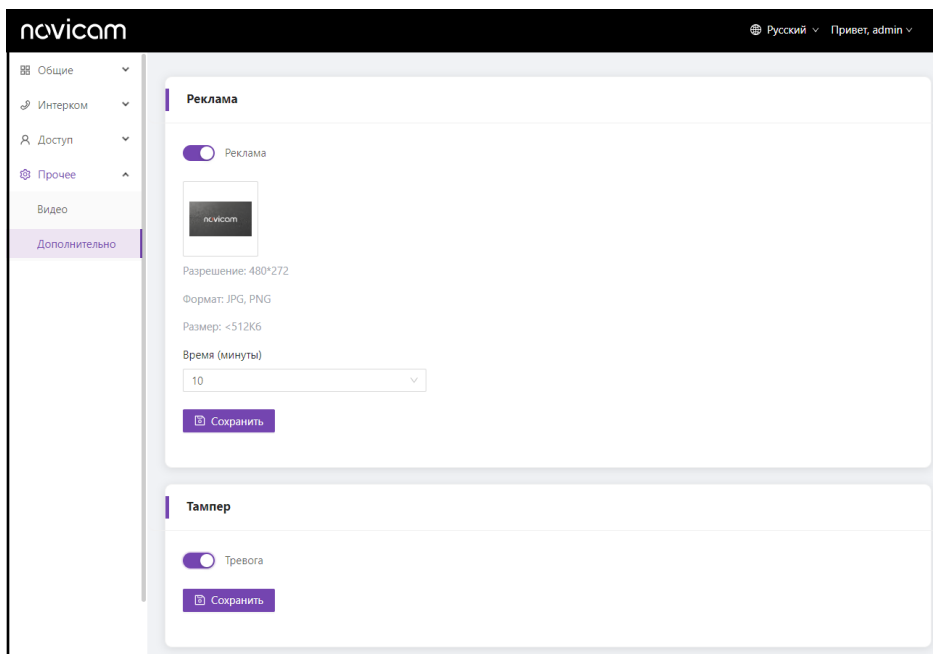 novicam
Русский Привет, admin
Общие
Интерком
Доступ
Прочее
Видео
Дополнительно
Реклама
Реклама
novicam
Разрешение: 480*272
Формат: JPG, PNG
Размер: <512К6
Время (минуты)
10
Сохранить
Тампер
Тревога
Сохранить